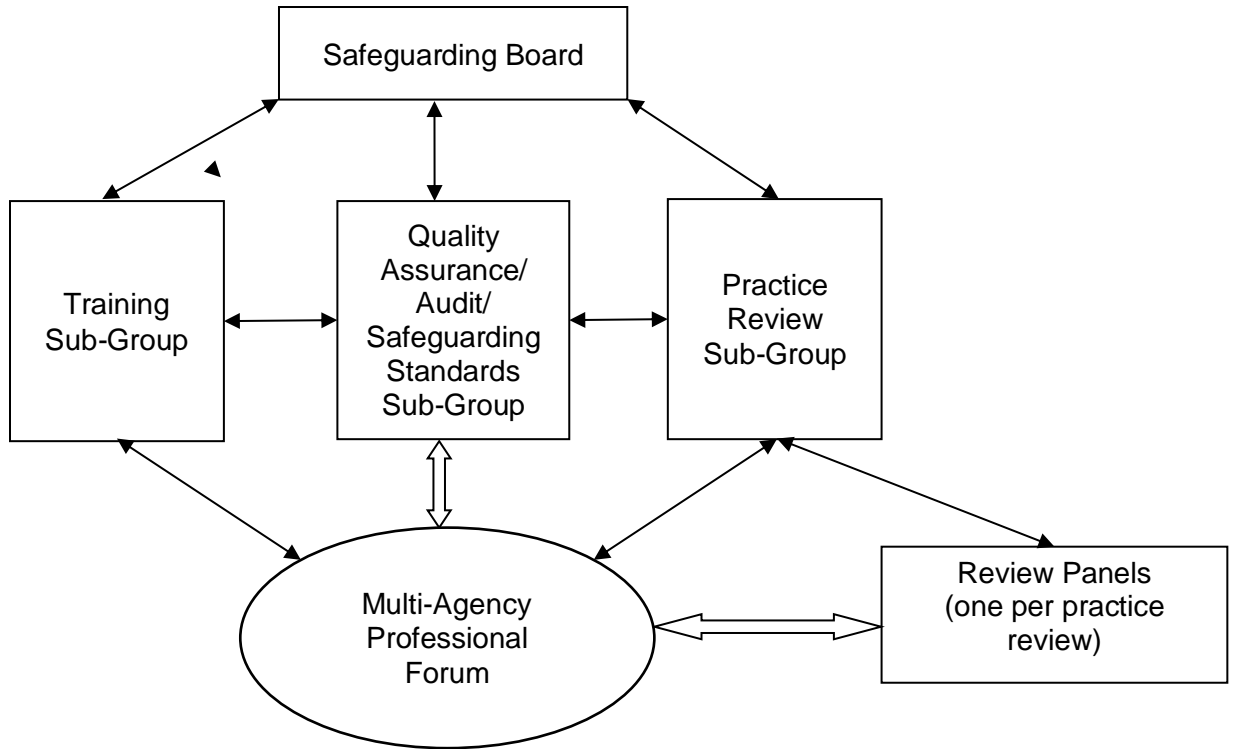 Safeguarding Board
Training
Sub-Group
Quality
Assurance/
Audit/
Safeguarding
Standards
Sub-Group
Practice
Review
Sub-Group
Multi-Agency
Professional
Forum
Review Panels
(one per practice
review)